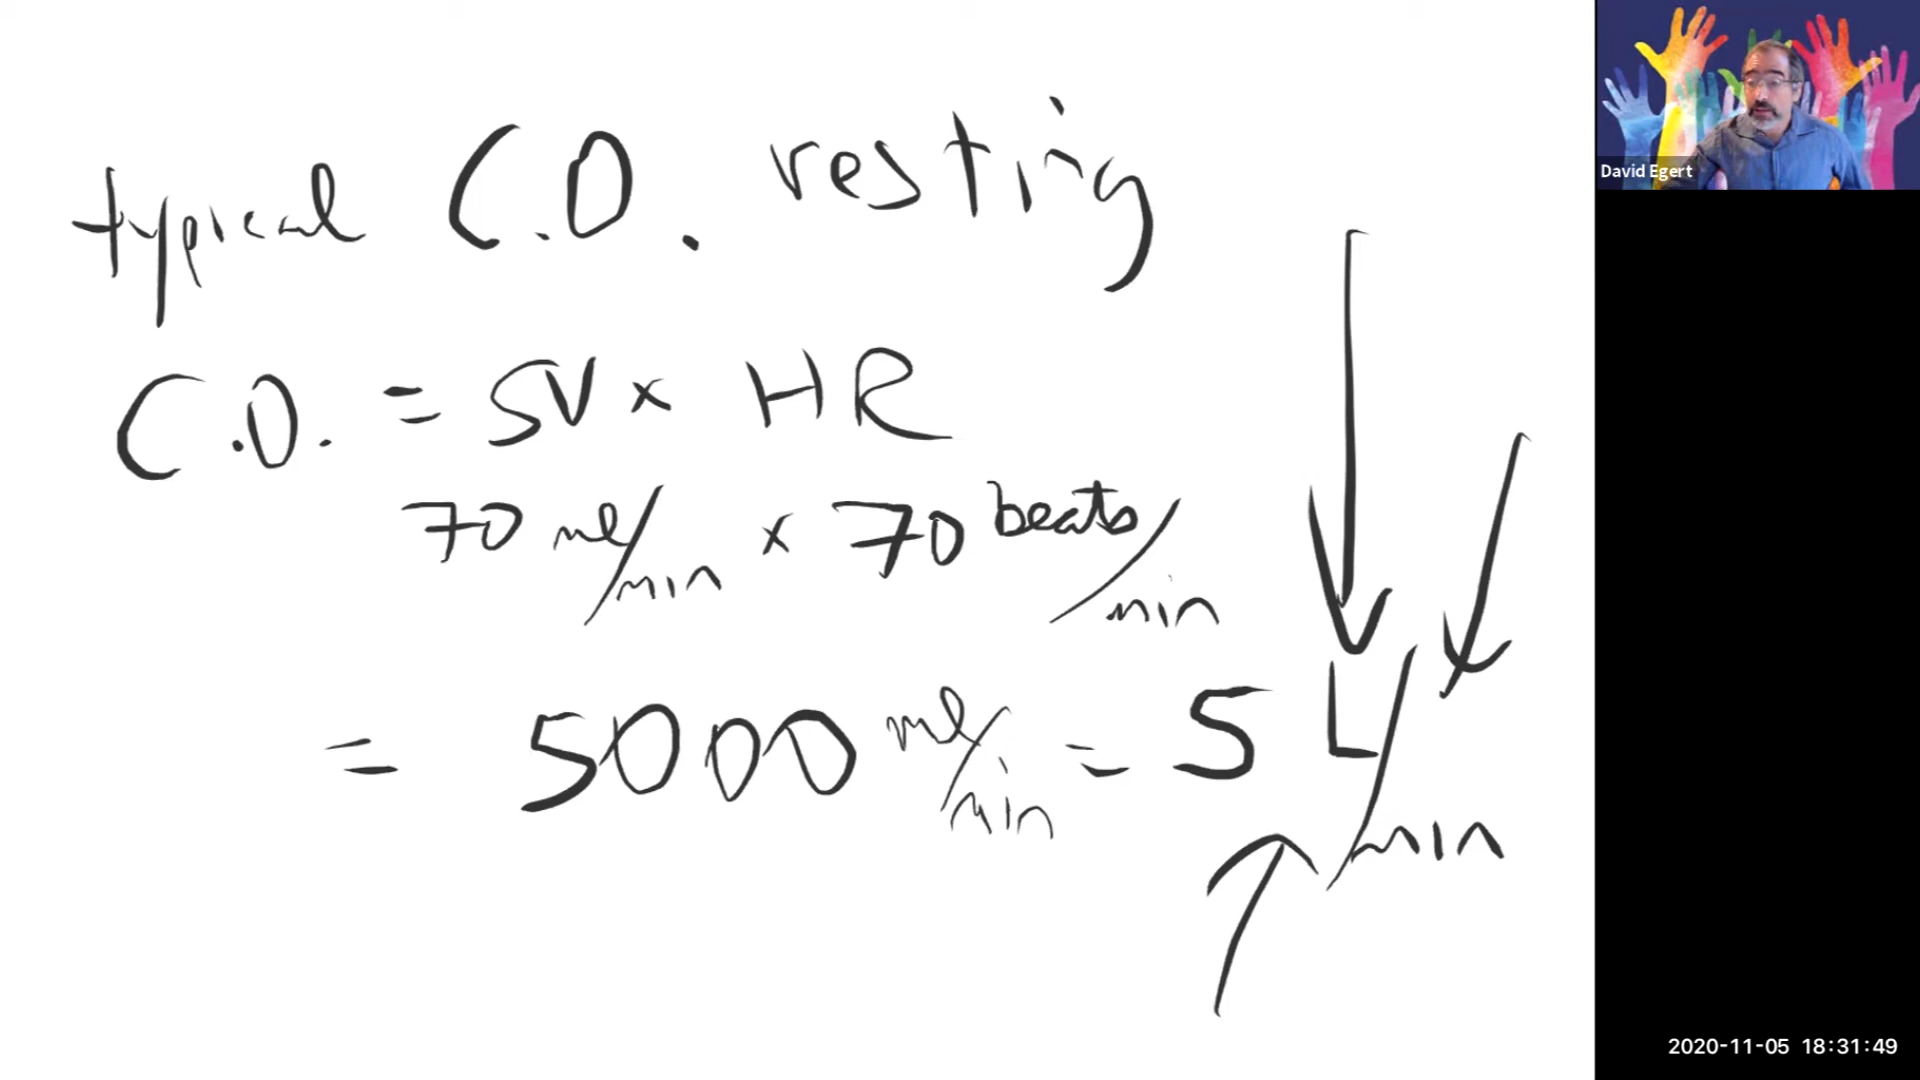 typical C.O. resting
C.O. = SV x HR
70 ml/min x 70 beats/min
= 5000 ml/min = 5 L/min
David Egert
2020-11-05 18:31:49